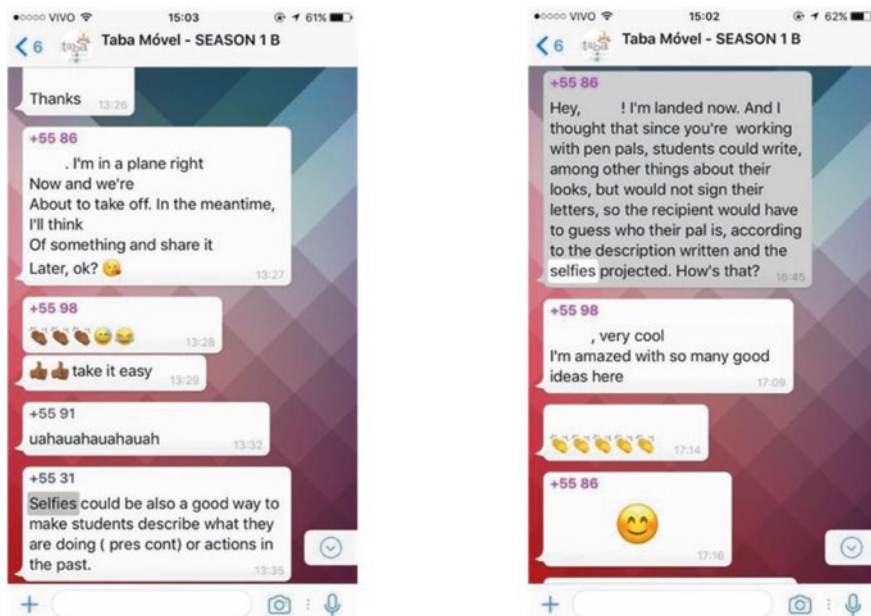 ●oooo VIVO 15:03 61%
6 taba Taba Móvel - SEASON 1 B
Thanks 13:26
+55 86
. I'm in a plane right
Now and we're
About to take off. In the meantime,
I'll think
Of something and share it
Later, ok? 😘 13:27
+55 98
👏🏾👏🏾👏🏾😅😂 13:28
👍🏾👍🏾 take it easy 13:29
+55 91
uahauahauahauah 13:32
+55 31
Selfies could be also a good way to
make students describe what they
are doing ( pres cont) or actions in
the past. 13:35
●oooo VIVO 15:02 62%
6 taba Taba Móvel - SEASON 1 B
+55 86
Hey, ! I'm landed now. And I
thought that since you're working
with pen pals, students could write,
among other things about their
looks, but would not sign their
letters, so the recipient would have
to guess who their pal is, according
to the description written and the
selfies projected. How's that? 16:45
+55 98
, very cool
I'm amazed with so many good
ideas here 17:09
👏👏👏👏👏 17:14
+55 86
😊
17:16